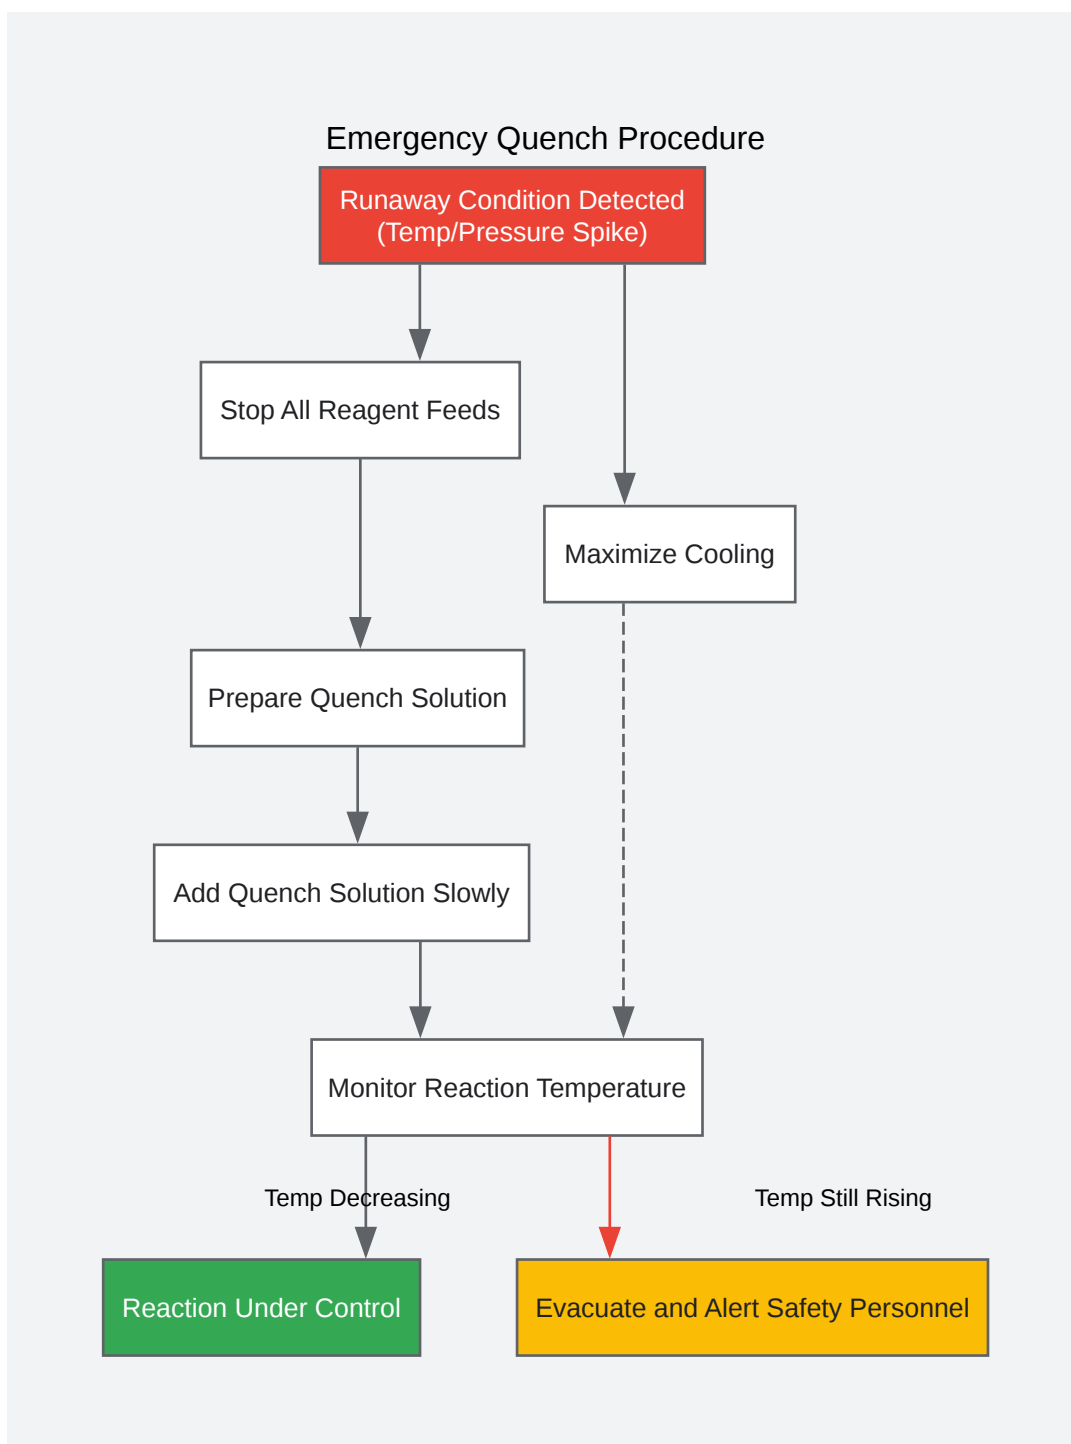 Emergency Quench Procedure
Runaway Condition Detected
(Temp/Pressure Spike)
Stop All Reagent Feeds
Maximize Cooling
Prepare Quench Solution
Add Quench Solution Slowly
Monitor Reaction Temperature
Temp Decreasing
Temp Still Rising
Reaction Under Control
Evacuate and Alert Safety Personnel